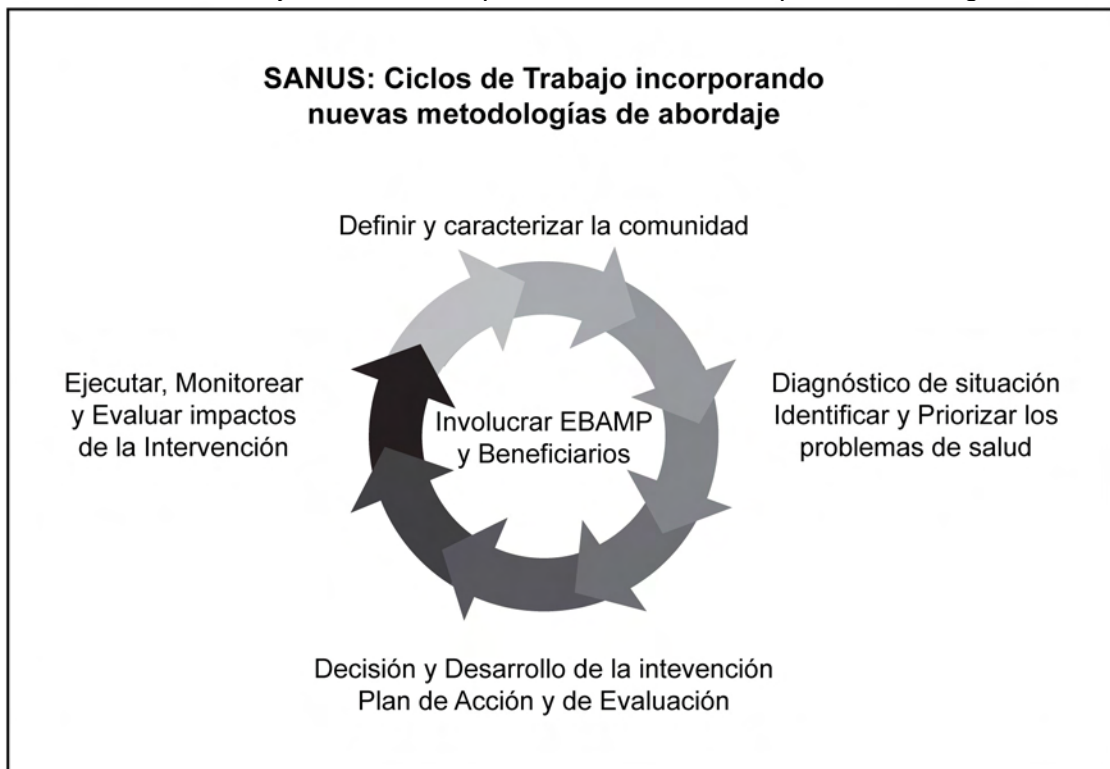 SANUS: Ciclos de Trabajo incorporando
nuevas metodologías de abordaje
Definir y caracterizar la comunidad
Ejecutar, Monitorear
y Evaluar impactos
de la Intervención
Involucrar EBAMP
y Beneficiarios
Diagnóstico de situación
Identificar y Priorizar los
problemas de salud
Decisión y Desarrollo de la intevención
Plan de Acción y de Evaluación